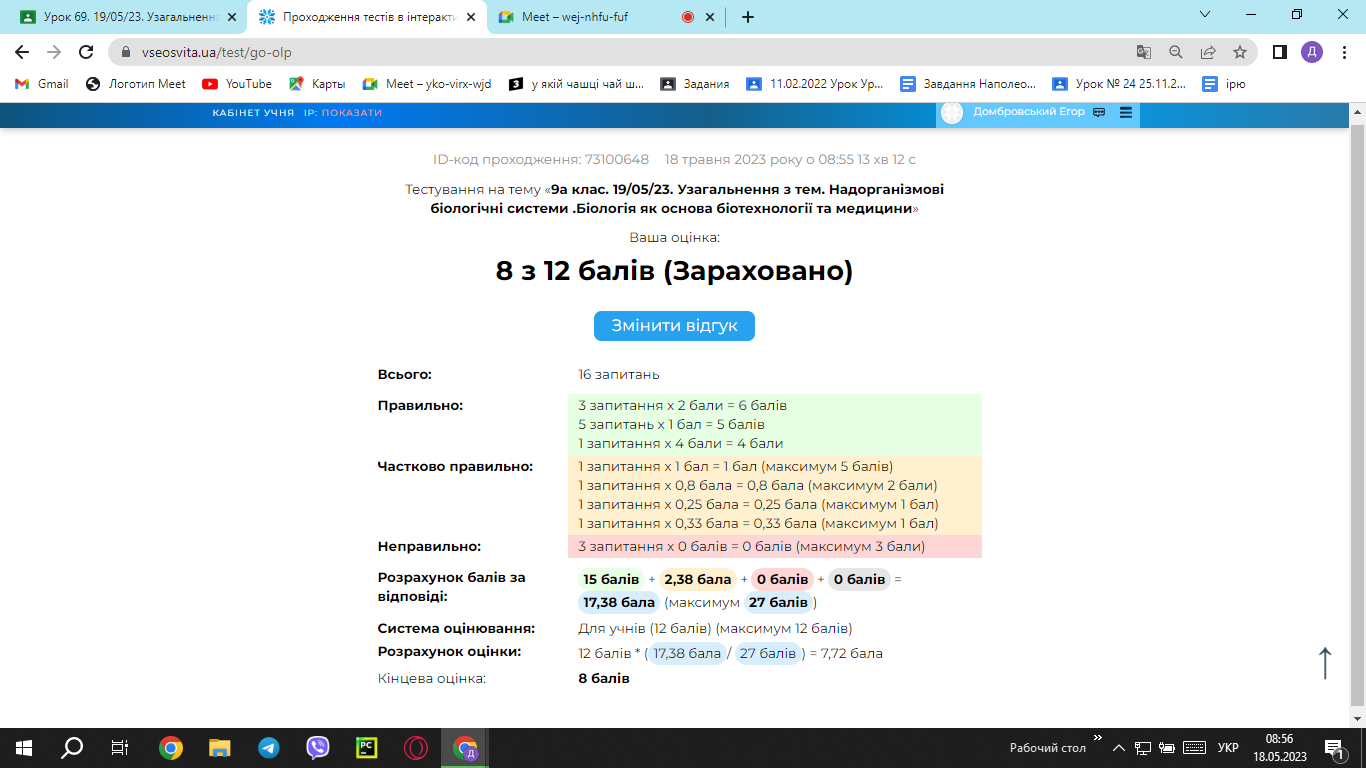 Урок 69. 19/05/23. Узагальненн
Проходження тестів в інтеракти
Meet – wej-nhfu-fuf
vseosvita.ua/test/go-olp
Д
Gmail
Логотип Meet
YouTube
Карты
Meet – yko-virx-wjd
у якій чашці чай ш...
Задания
11.02.2022 Урок Ур...
Завдання Наполео...
Урок № 24 25.11.2...
ірю
КАБІНЕТ УЧНЯ IP: ПОКАЗАТИ
Домбровський Егор
ID-код проходження: 73100648 18 травня 2023 року о 08:55 13 хв 12 с
Тестування на тему «9а клас. 19/05/23. Узагальнення з тем. Надорганізмові
біологічні системи .Біологія як основа біотехнології та медицини»
Ваша оцінка:
8 з 12 балів (Зараховано)
Змінити відгук
Всього: 16 запитань
Правильно: 3 запитання x 2 бали = 6 балів
5 запитань x 1 бал = 5 балів
1 запитання x 4 бали = 4 бали
Частково правильно: 1 запитання x 1 бал = 1 бал (максимум 5 балів)
1 запитання x 0,8 бала = 0,8 бала (максимум 2 бали)
1 запитання x 0,25 бала = 0,25 бала (максимум 1 бал)
1 запитання x 0,33 бала = 0,33 бала (максимум 1 бал)
Неправильно: 3 запитання x 0 балів = 0 балів (максимум 3 бали)
Розрахунок балів за 15 балів + 2,38 бала + 0 балів + 0 балів =
відповіді: 17,38 бала (максимум 27 балів )
Система оцінювання: Для учнів (12 балів) (максимум 12 балів)
Розрахунок оцінки: 12 балів * ( 17,38 бала / 27 балів ) = 7,72 бала
Кінцева оцінка: 8 балів
PC
Д
Рабочий стол
УКР
08:56
18.05.2023
1